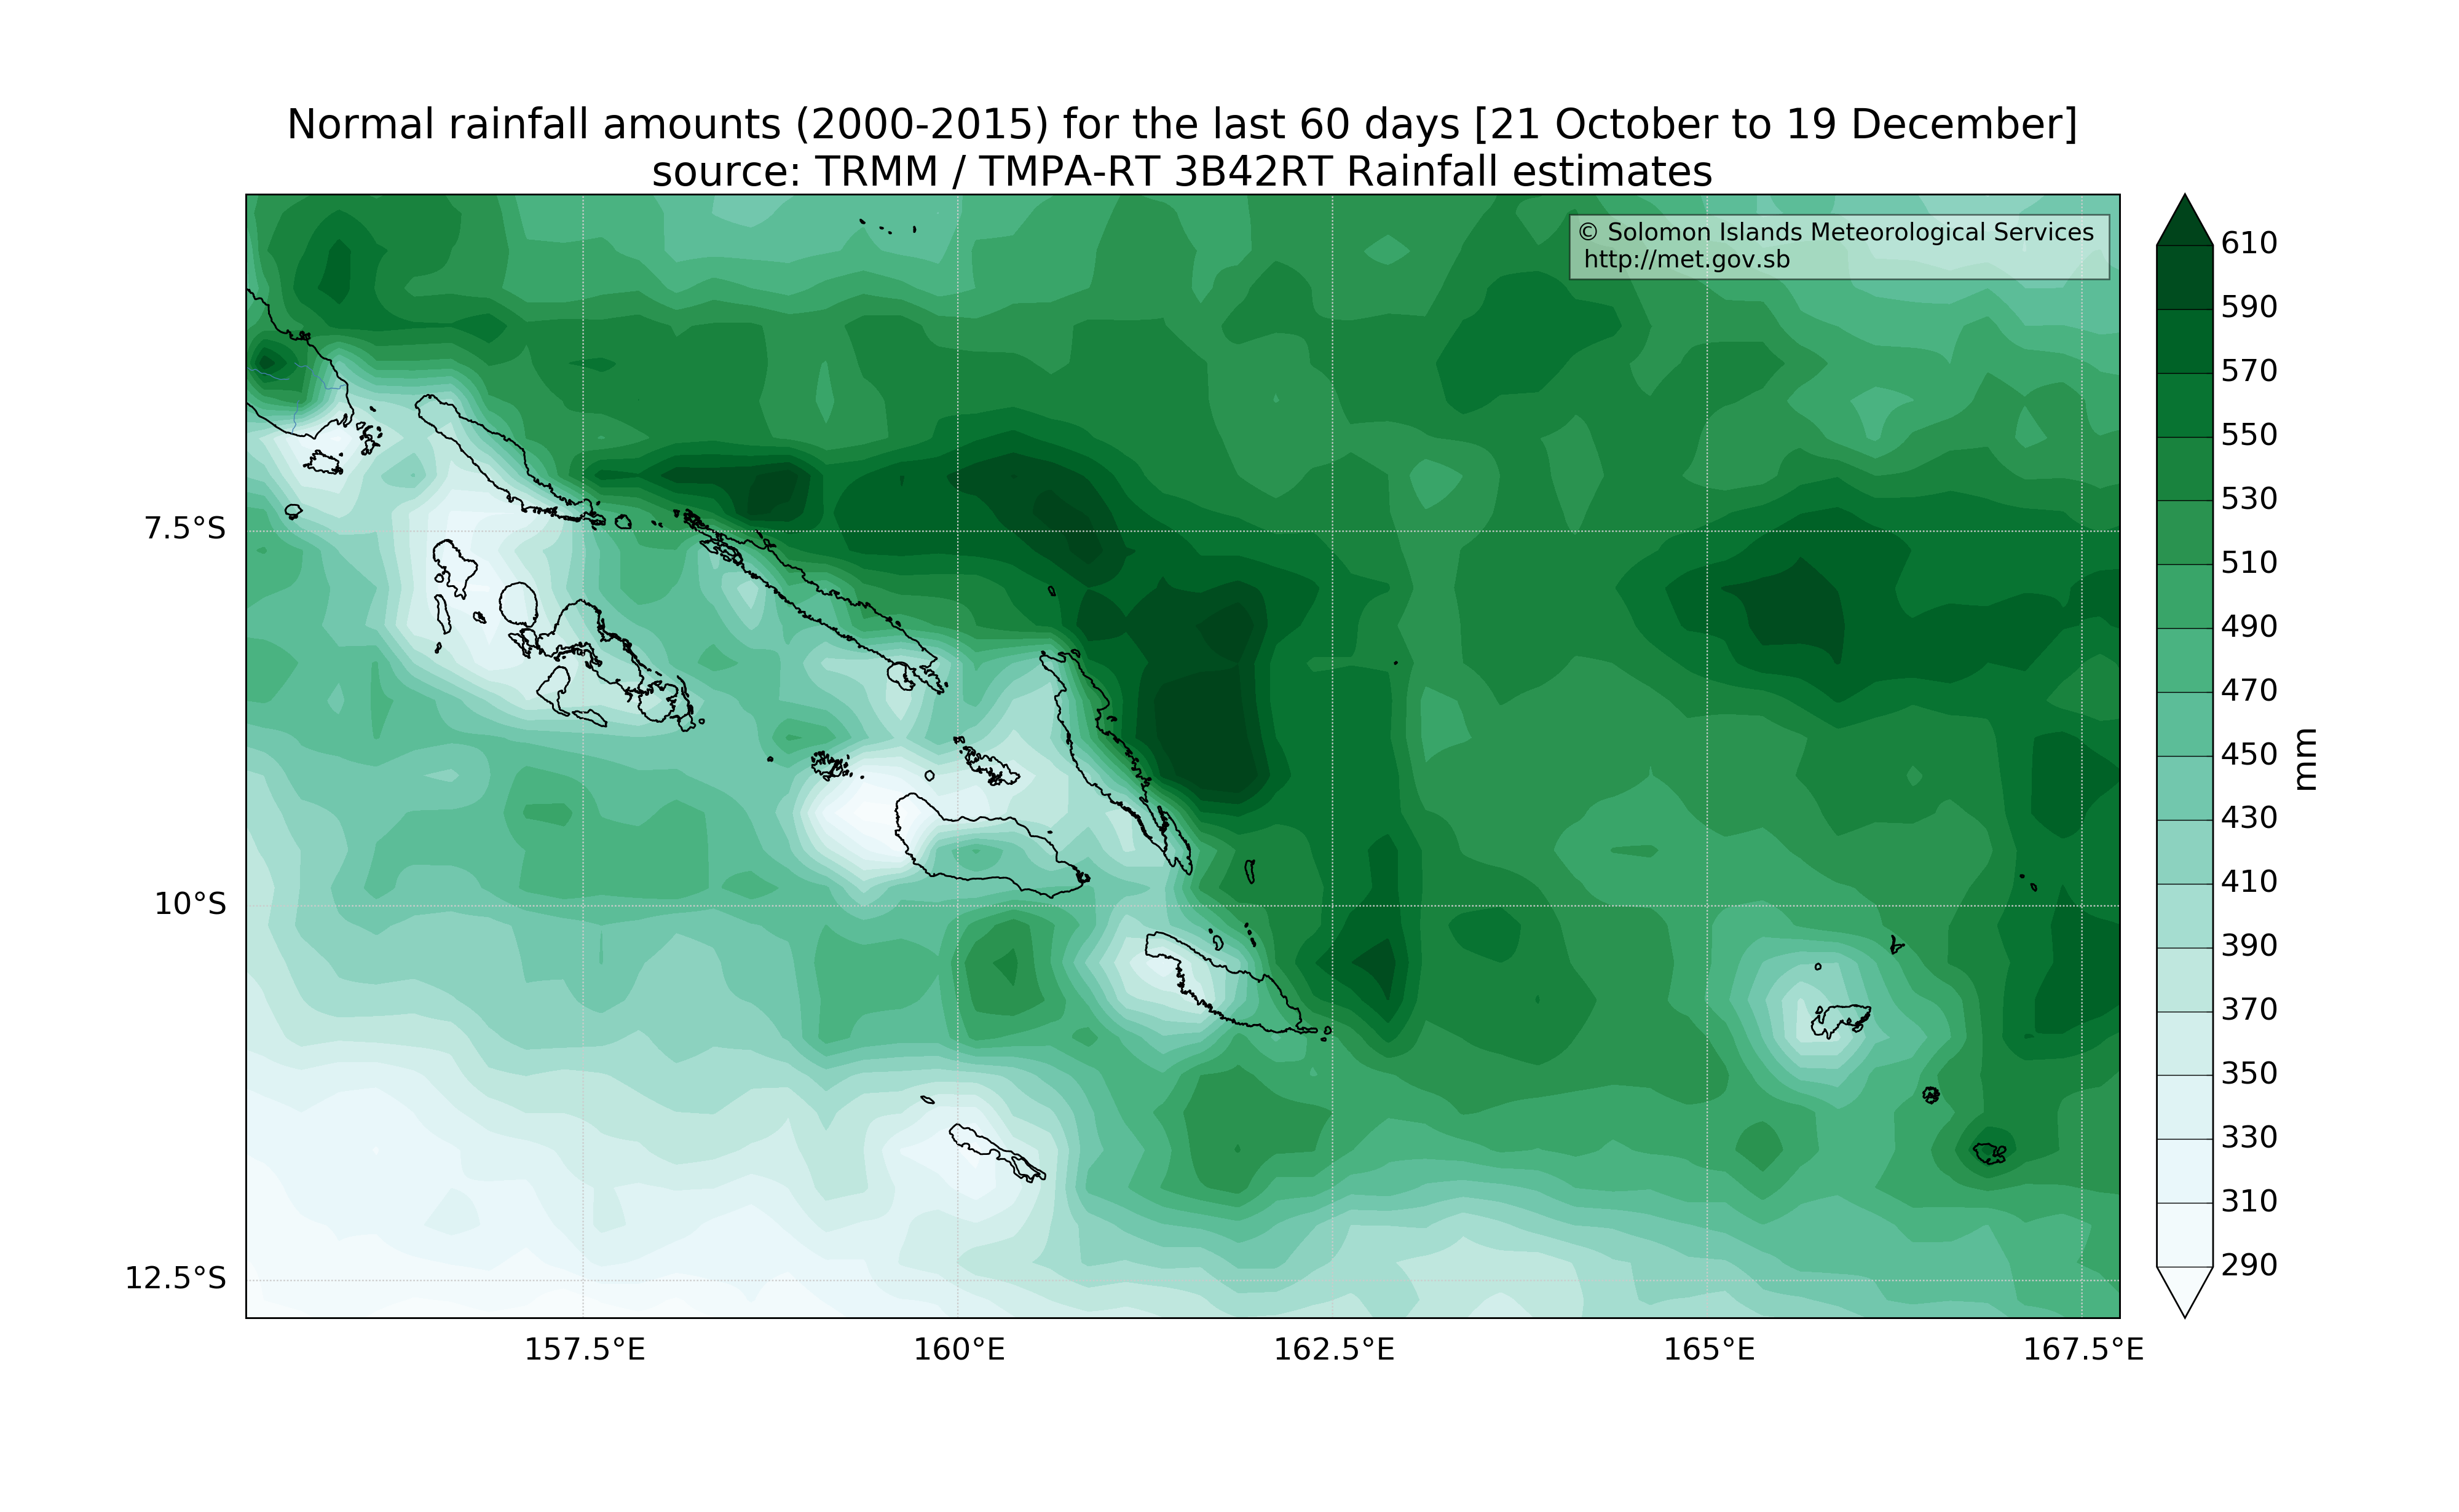 Normal rainfall amounts (2000-2015) for the last 60 days [21 October to 19 December]
source: TRMM / TMPA-RT 3B42RT Rainfall estimates
© Solomon Islands Meteorological Services
http://met.gov.sb
7.5°S
10°S
12.5°S
157.5°E
160°E
162.5°E
165°E
167.5°E
610
590
570
550
530
510
490
470
450
430
410
390
370
350
330
310
290
mm